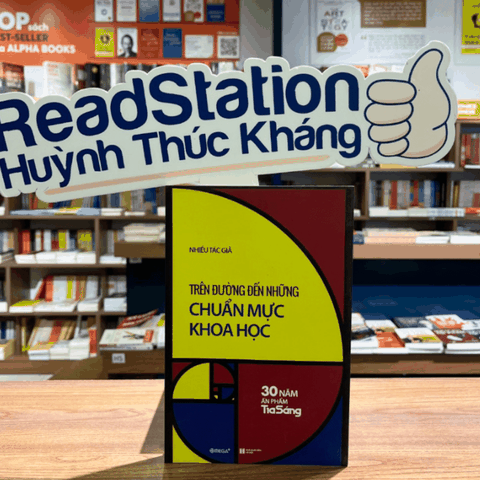 TOP sách
BEST-SELLER
ALPHA BOOKS
ReadStation
Huỳnh Thúc Kháng
NHIỀU TÁC GIẢ
TRÊN ĐƯỜNG ĐẾN NHỮNG
CHUẨN MỰC
KHOA HỌC
30 NĂM
ẤN PHẨM
Tia Sáng
OMEGA+